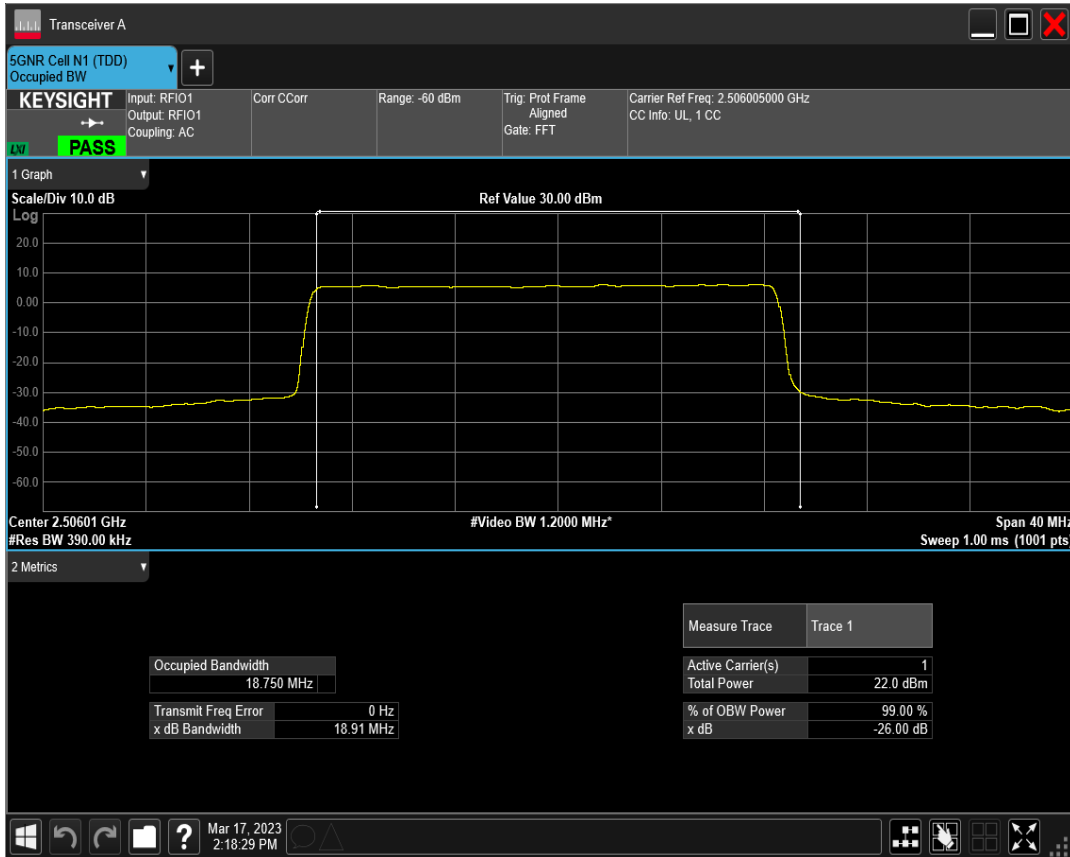 Transceiver A
5GNR Cell N1 (TDD)
Occupied BW
+
KEYSIGHT
LXI
PASS
Input: RFIO1
Output: RFIO1
Coupling: AC
Corr CCorr
Range: -60 dBm
Trig: Prot Frame
Aligned
Gate: FFT
Carrier Ref Freq: 2.506005000 GHz
CC Info: UL, 1 CC
1 Graph
Scale/Div 10.0 dB
Ref Value 30.00 dBm
Log
20.0
10.0
0.00
-10.0
-20.0
-30.0
-40.0
-50.0
-60.0
Center 2.50601 GHz
#Video BW 1.2000 MHz*
Span 40 MHz
#Res BW 390.00 kHz
Sweep 1.00 ms (1001 pts)
2 Metrics
Measure Trace Trace 1
Occupied Bandwidth
18.750 MHz
Active Carrier(s) 1
Total Power 22.0 dBm
Transmit Freq Error 0 Hz
x dB Bandwidth 18.91 MHz
% of OBW Power 99.00 %
x dB -26.00 dB
?
Mar 17, 2023
2:18:29 PM